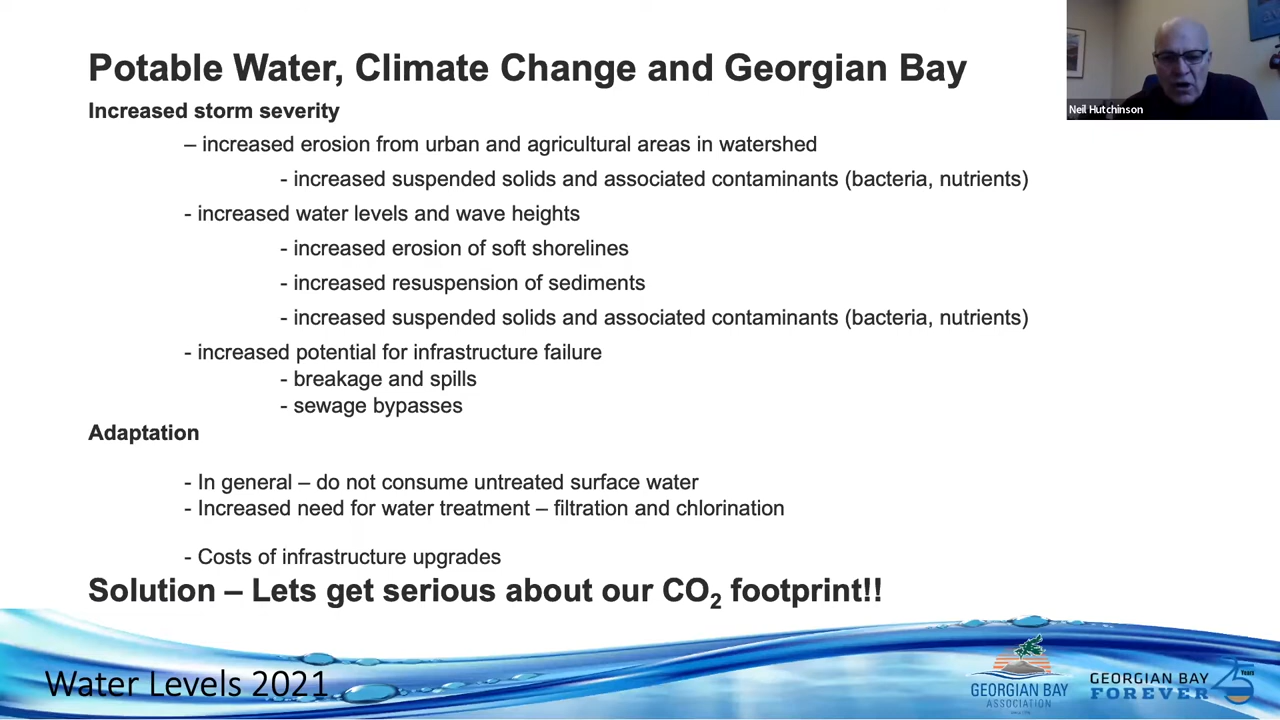 Potable Water, Climate Change and Georgian Bay
Neil Hutchinson
Increased storm severity
– increased erosion from urban and agricultural areas in watershed
- increased suspended solids and associated contaminants (bacteria, nutrients)
- increased water levels and wave heights
- increased erosion of soft shorelines
- increased resuspension of sediments
- increased suspended solids and associated contaminants (bacteria, nutrients)
- increased potential for infrastructure failure
- breakage and spills
- sewage bypasses
Adaptation
- In general – do not consume untreated surface water
- Increased need for water treatment – filtration and chlorination
- Costs of infrastructure upgrades
Solution – Lets get serious about our CO₂ footprint!!
Water Levels 2021
GEORGIAN BAY
ASSOCIATION
GEORGIAN BAY
FOREVER
25 Years